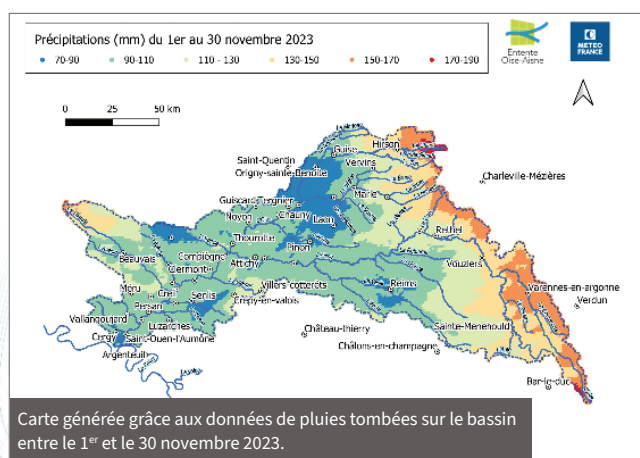 Précipitations (mm) du 1er au 30 novembre 2023
70-90 90-110 110 - 130 130-150 150-170 170-190
Entente
Oise-Aisne
METEO
FRANCE
0 25 50 km
Hirson
Guise
Saint-Quentin
Vervins
Origny-sainte-Benoite
Charleville-Mézières
Marle
Guiscard
Tergnier
Chauny
Noyon
Laon
Rethel
Thourotte
Pinon
Beauvais
Compiègne
Attichy
Vouziers
Clermont
Villers-cotterêts
Reims
Varennes-en-argonne
Méru
Creil
Senlis
Crépy-en-valois
Verdun
Persan
Vallangoujard
Luzarches
Château-thierry
Sainte-Menehould
Cergy
Saint-Ouen-l'Aumône
Châlons-en-champagne
Argenteuil
Bar-le-duc
Carte générée grâce aux données de pluies tombées sur le bassin
entre le 1er et le 30 novembre 2023.